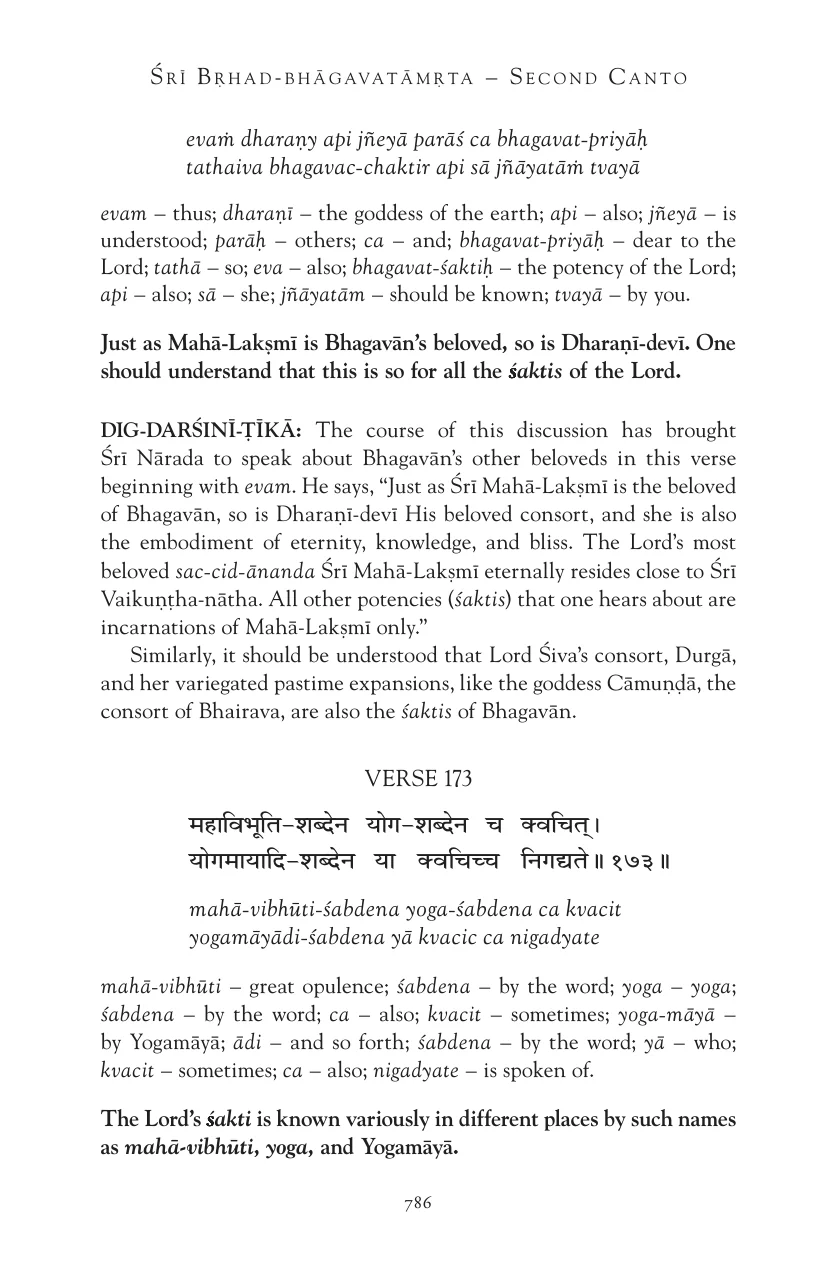 Śrī Bṛhad-bhāgavatāmṛta – Second Canto
evaṁ dharaṇy api jñeyā parāś ca bhagavat-priyāḥ
tathaiva bhagavac-chaktir api sā jñāyatāṁ tvayā
evam – thus; dharaṇī – the goddess of the earth; api – also; jñeyā – is
understood; parāḥ – others; ca – and; bhagavat-priyāḥ – dear to the
Lord; tathā – so; eva – also; bhagavat-śaktiḥ – the potency of the Lord;
api – also; sā – she; jñāyatām – should be known; tvayā – by you.
Just as Mahā-Lakṣmī is Bhagavān’s beloved, so is Dharaṇī-devī. One
should understand that this is so for all the śaktis of the Lord.
DIG-DARŚINĪ-ṬĪKĀ: The course of this discussion has brought
Śrī Nārada to speak about Bhagavān’s other beloveds in this verse
beginning with evam. He says, “Just as Śrī Mahā-Lakṣmī is the beloved
of Bhagavān, so is Dharaṇī-devī His beloved consort, and she is also
the embodiment of eternity, knowledge, and bliss. The Lord’s most
beloved sac-cid-ānanda Śrī Mahā-Lakṣmī eternally resides close to Śrī
Vaikuṇṭha-nātha. All other potencies (śaktis) that one hears about are
incarnations of Mahā-Lakṣmī only.”
Similarly, it should be understood that Lord Śiva’s consort, Durgā,
and her variegated pastime expansions, like the goddess Cāmuṇḍā, the
consort of Bhairava, are also the śaktis of Bhagavān.
VERSE 173
महाविभूति-शब्देन योग-शब्देन च क्वचित्।
योगमायादि-शब्देन या क्वचिच्च निगद्यते॥१७३॥
mahā-vibhūti-śabdena yoga-śabdena ca kvacit
yogamāyādi-śabdena yā kvacic ca nigadyate
mahā-vibhūti – great opulence; śabdena – by the word; yoga – yoga;
śabdena – by the word; ca – also; kvacit – sometimes; yoga-māyā –
by Yogamāyā; ādi – and so forth; śabdena – by the word; yā – who;
kvacit – sometimes; ca – also; nigadyate – is spoken of.
The Lord’s śakti is known variously in different places by such names
as mahā-vibhūti, yoga, and Yogamāyā.
786